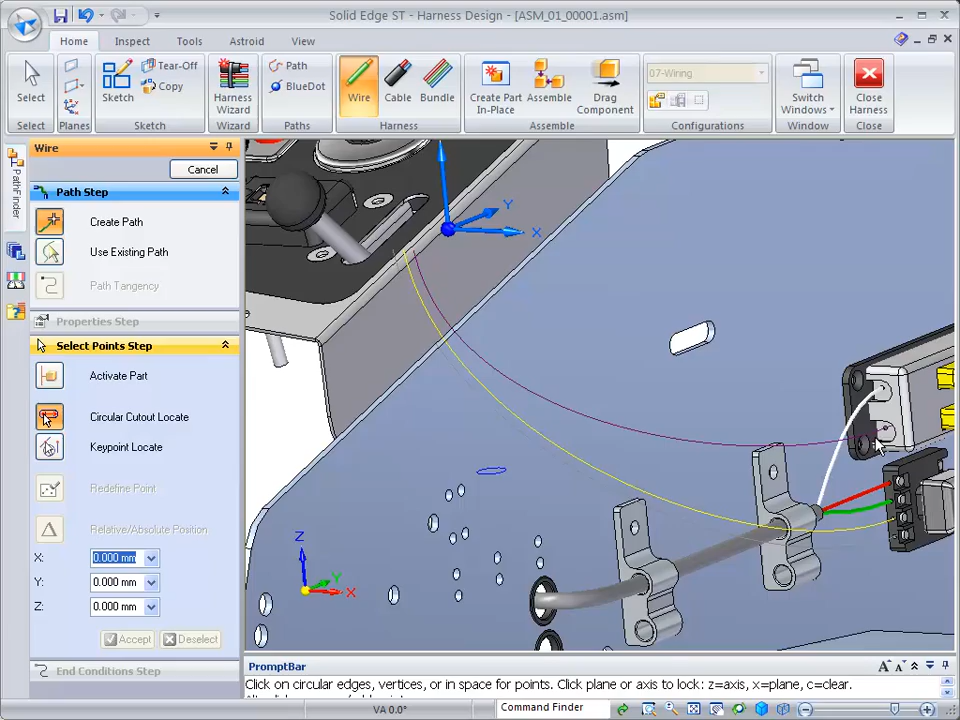 Solid Edge ST - Harness Design - [ASM_01_00001.asm]
Home Inspect Tools Astroid View
Select
Planes
Sketch
Tear-Off
Copy
Harness Wizard
Path
BlueDot
Wire Cable Bundle
Create Part In-Place
Assemble
Drag Component
07-Wiring
Switch Windows
Close Harness
Select Planes Sketch Wizard Paths Harness Assemble Configurations Window Close
PathFinder
Wire
Cancel
Path Step
Create Path
Use Existing Path
Path Tangency
Properties Step
Select Points Step
Activate Part
Circular Cutout Locate
Keypoint Locate
Redefine Point
Relative/Absolute Position
X: 0.000 mm
Y: 0.000 mm
Z: 0.000 mm
Accept Deselect
End Conditions Step
Y
X
Z
Y
X
PromptBar
Click on circular edges, vertices, or in space for points. Click plane or axis to lock: z=axis, x=plane, c=clear.
VA 0.0° Command Finder